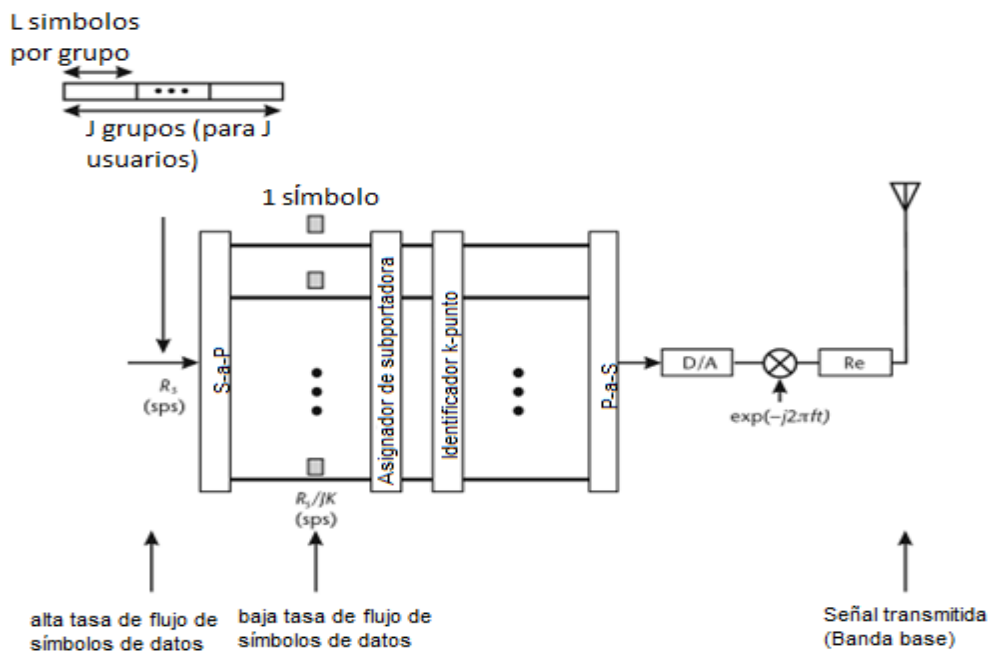 L simbolos
por grupo
J grupos (para J
usuarios)
1 sÍmbolo
S-a-P
Asignador de subportadora
Identificador k-punto
P-a-S
D/A
Re
Rs
(sps)
exp(−j2πft)
Rs/JK
(sps)
alta tasa de flujo de
símbolos de datos
baja tasa de flujo de
símbolos de datos
Señal transmitida
(Banda base)